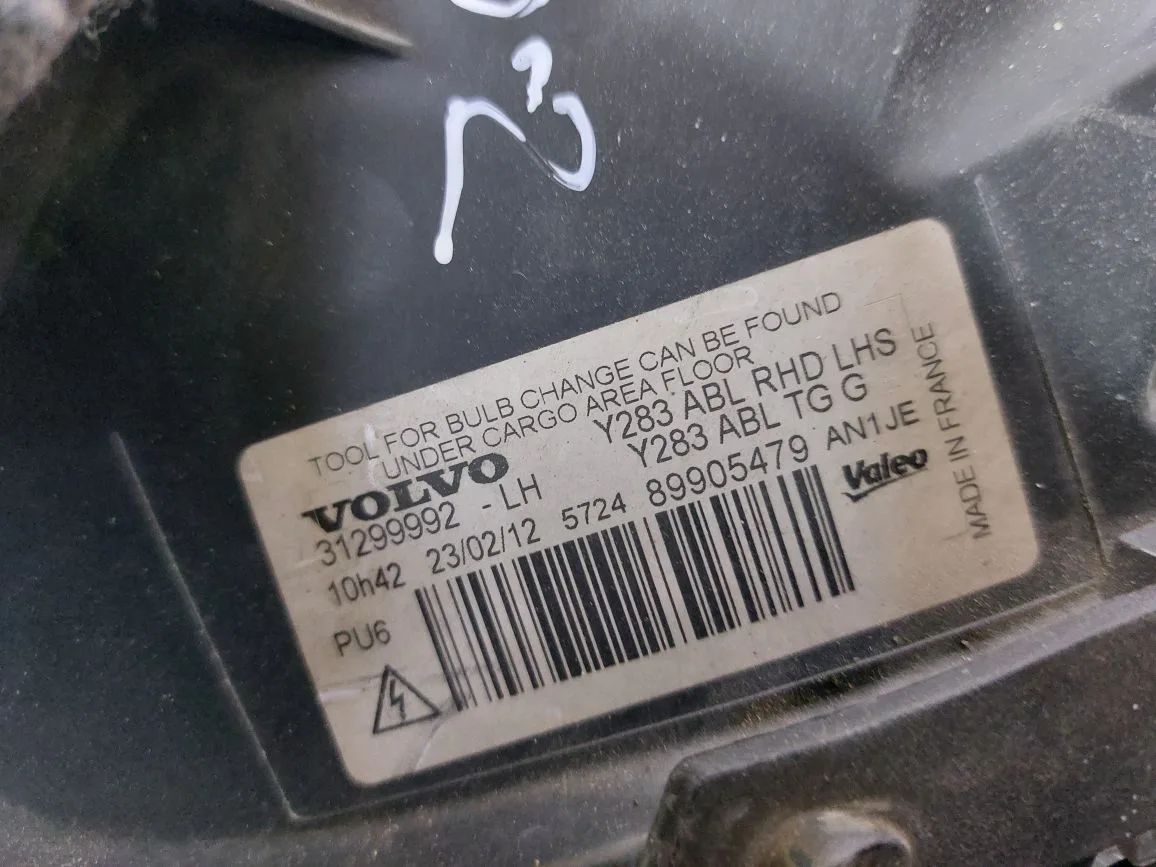 TOOL FOR BULB CHANGE CAN BE FOUND
UNDER CARGO AREA FLOOR
VOLVO
Y283 ABL RHD LHS
31299992 - LH
Y283 ABL TG G
10h42 23/02/12 5724 89905479 AN1JE
PU6
Valeo
MADE IN FRANCE